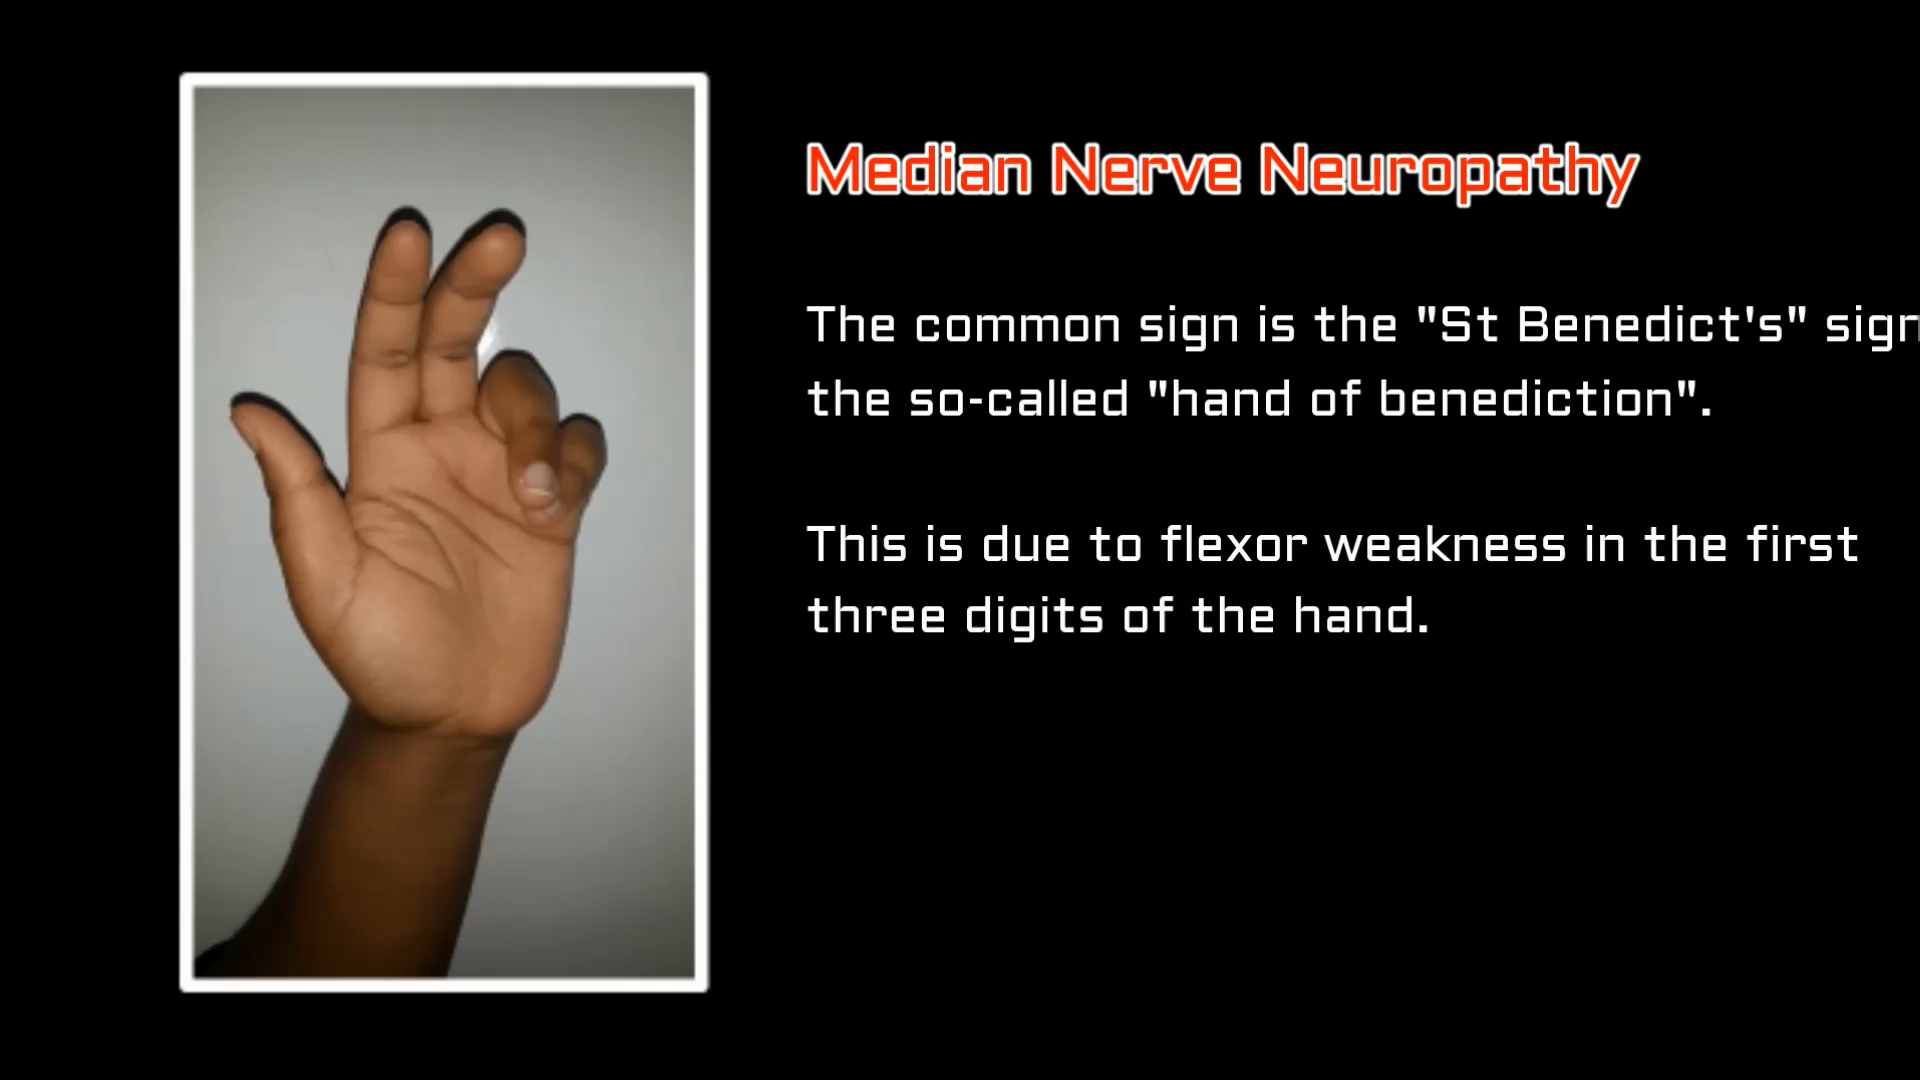 Median Nerve Neuropathy
The common sign is the "St Benedict's" sign
the so-called "hand of benediction".
This is due to flexor weakness in the first
three digits of the hand.